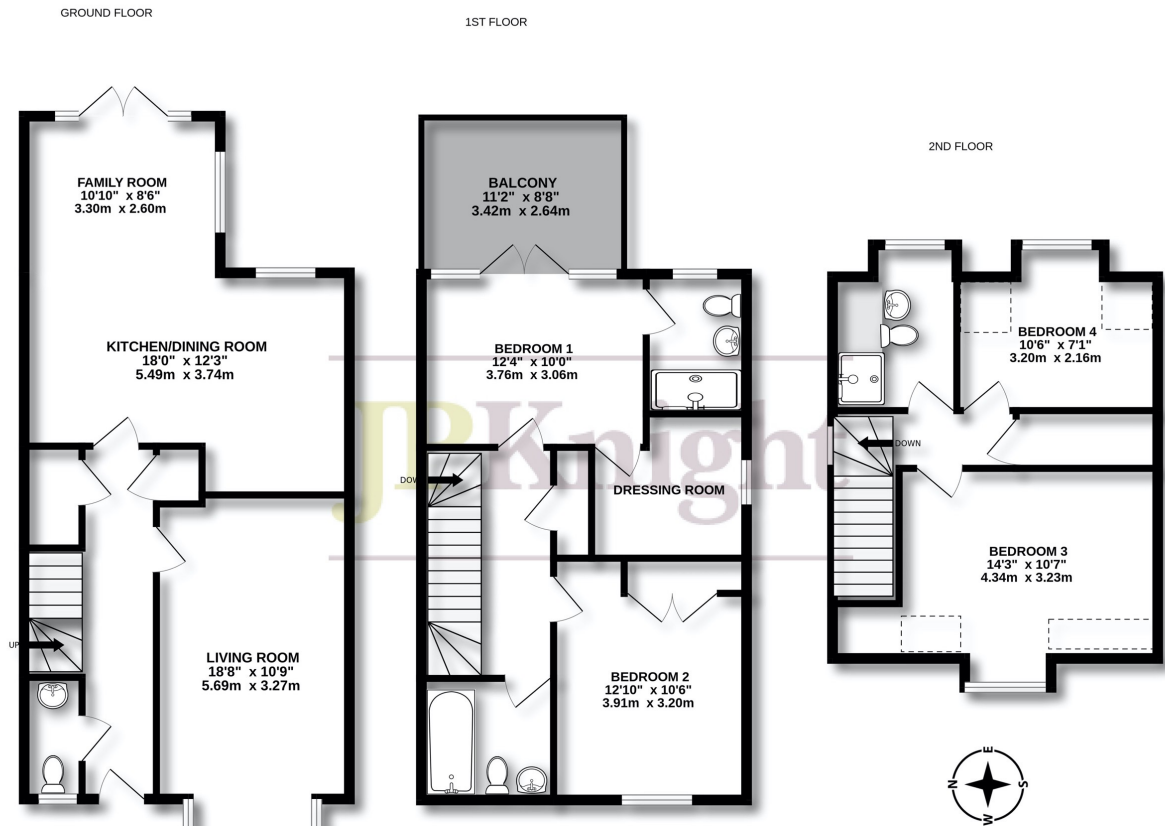 GROUND FLOOR
1ST FLOOR
2ND FLOOR
FAMILY ROOM
10'10" x 8'6"
3.30m x 2.60m
KITCHEN/DINING ROOM
18'0" x 12'3"
5.49m x 3.74m
UP
LIVING ROOM
18'8" x 10'9"
5.69m x 3.27m
BALCONY
11'2" x 8'8"
3.42m x 2.64m
BEDROOM 1
12'4" x 10'0"
3.76m x 3.06m
DOW
DRESSING ROOM
BEDROOM 2
12'10" x 10'6"
3.91m x 3.20m
BEDROOM 4
10'6" x 7'1"
3.20m x 2.16m
DOWN
BEDROOM 3
14'3" x 10'7"
4.34m x 3.23m
JPKnight
N
E
S
W